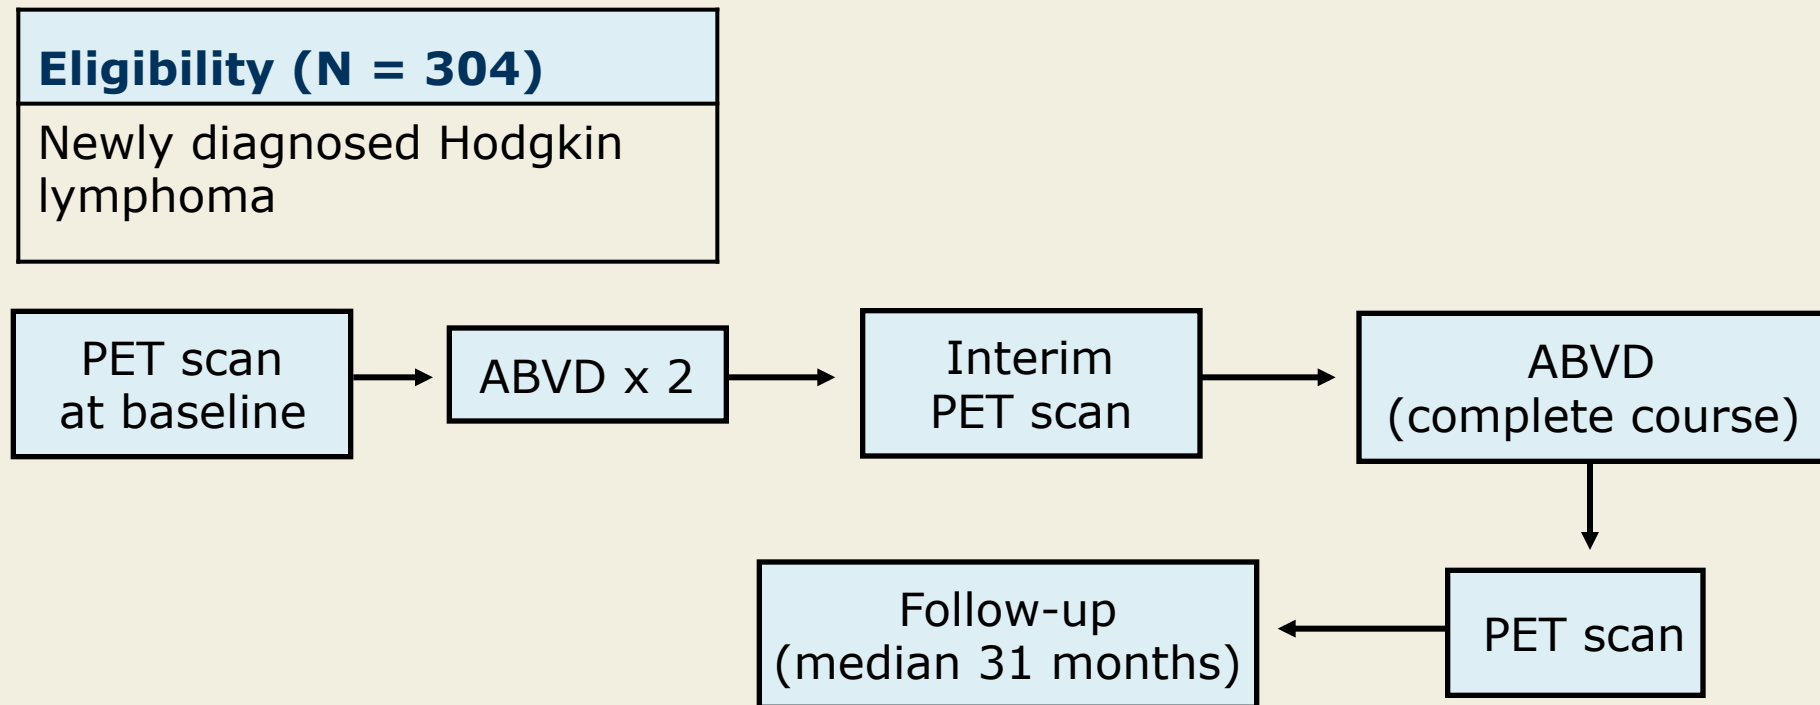 Eligibility (N = 304)
Newly diagnosed Hodgkin
lymphoma
PET scan
at baseline
ABVD x 2
Interim
PET scan
ABVD
(complete course)
PET scan
Follow-up
(median 31 months)